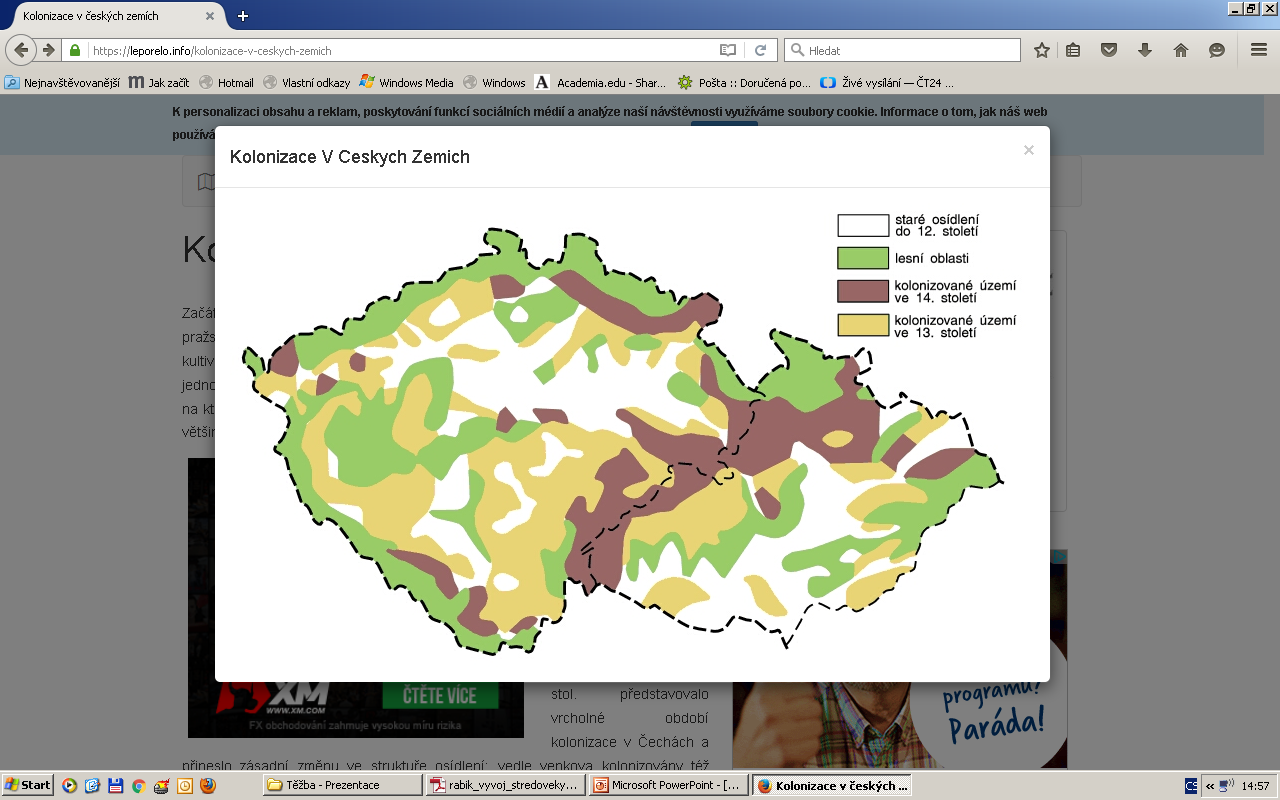 Kolonizace v českých zemích
https://leporelo.info/kolonizace-v-ceskych-zemich
Hledat
Nejnavštěvovanější
Jak začít
Hotmail
Vlastní odkazy
Windows Media
Windows
Academia.edu - Shar...
Pošta :: Doručená po...
Živé vysílání — ČT24 ...
K personalizaci obsahu a reklam, poskytování funkcí sociálních médií a analýze naší návštěvnosti využíváme soubory cookie. Informace o tom, jak náš web
používá
Kolonizace V Ceskych Zemich
×
staré osídlení
do 12. století
lesní oblasti
kolonizované území
ve 14. století
kolonizované území
ve 13. století
Ko
Začát
pražs
kultiv
jedno
na kt
větši
XM
WWW.XM.COM
ČTĚTE VÍCE
FX obchodování zahrnuje vysokou míru rizika
stol. představovalo
vrcholné období
kolonizace v Čechách a
přineslo zásadní změnu ve struktuře osídlení: vedle venkova kolonizovány též
programu?
Paráda!
Start
Těžba - Prezentace
rabik_vyvoj_stredoveky...
Microsoft PowerPoint - [...
Kolonizace v českých ...
CS
14:57